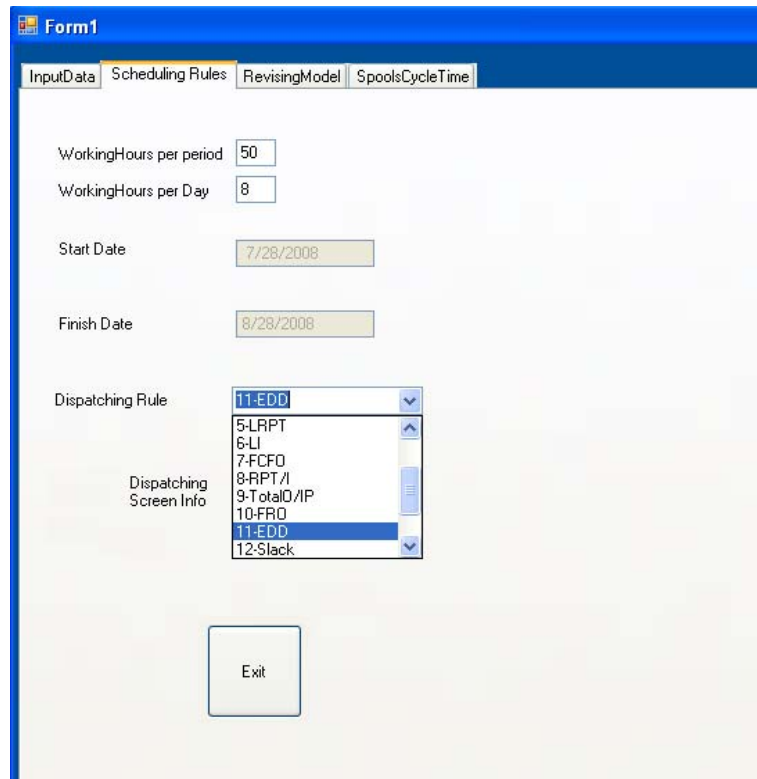 Form1
InputData Scheduling Rules RevisingModel SpoolsCycleTime
WorkingHours per period 50
WorkingHours per Day 8
Start Date 7/28/2008
Finish Date 8/28/2008
Dispatching Rule 11-EDD
5-LRPT
6-LI
7-FCFO
8-RPT/I
9-TotalO/IP
10-FRO
11-EDD
12-Slack
Dispatching
Screen Info
Exit